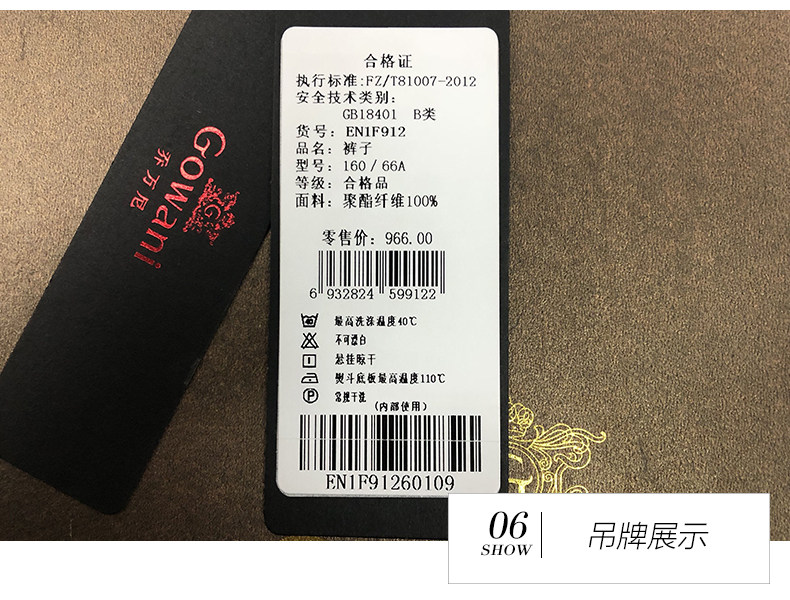 Gowani
乔万尼
合格证
执行标准:FZ/T81007-2012
安全技术类别:
GB18401 B类
货号: EN1F912
品名: 裤子
型号: 160/66A
等级: 合格品
面料: 聚酯纤维100%
零售价: 966.00
6 932824 599122
40
最高洗涤温度40℃
不可漂白
悬挂晾干
熨斗底板最高温度110℃
P
常规干洗
(内部使用)
EN1F91260109
06
SHOW
吊牌展示